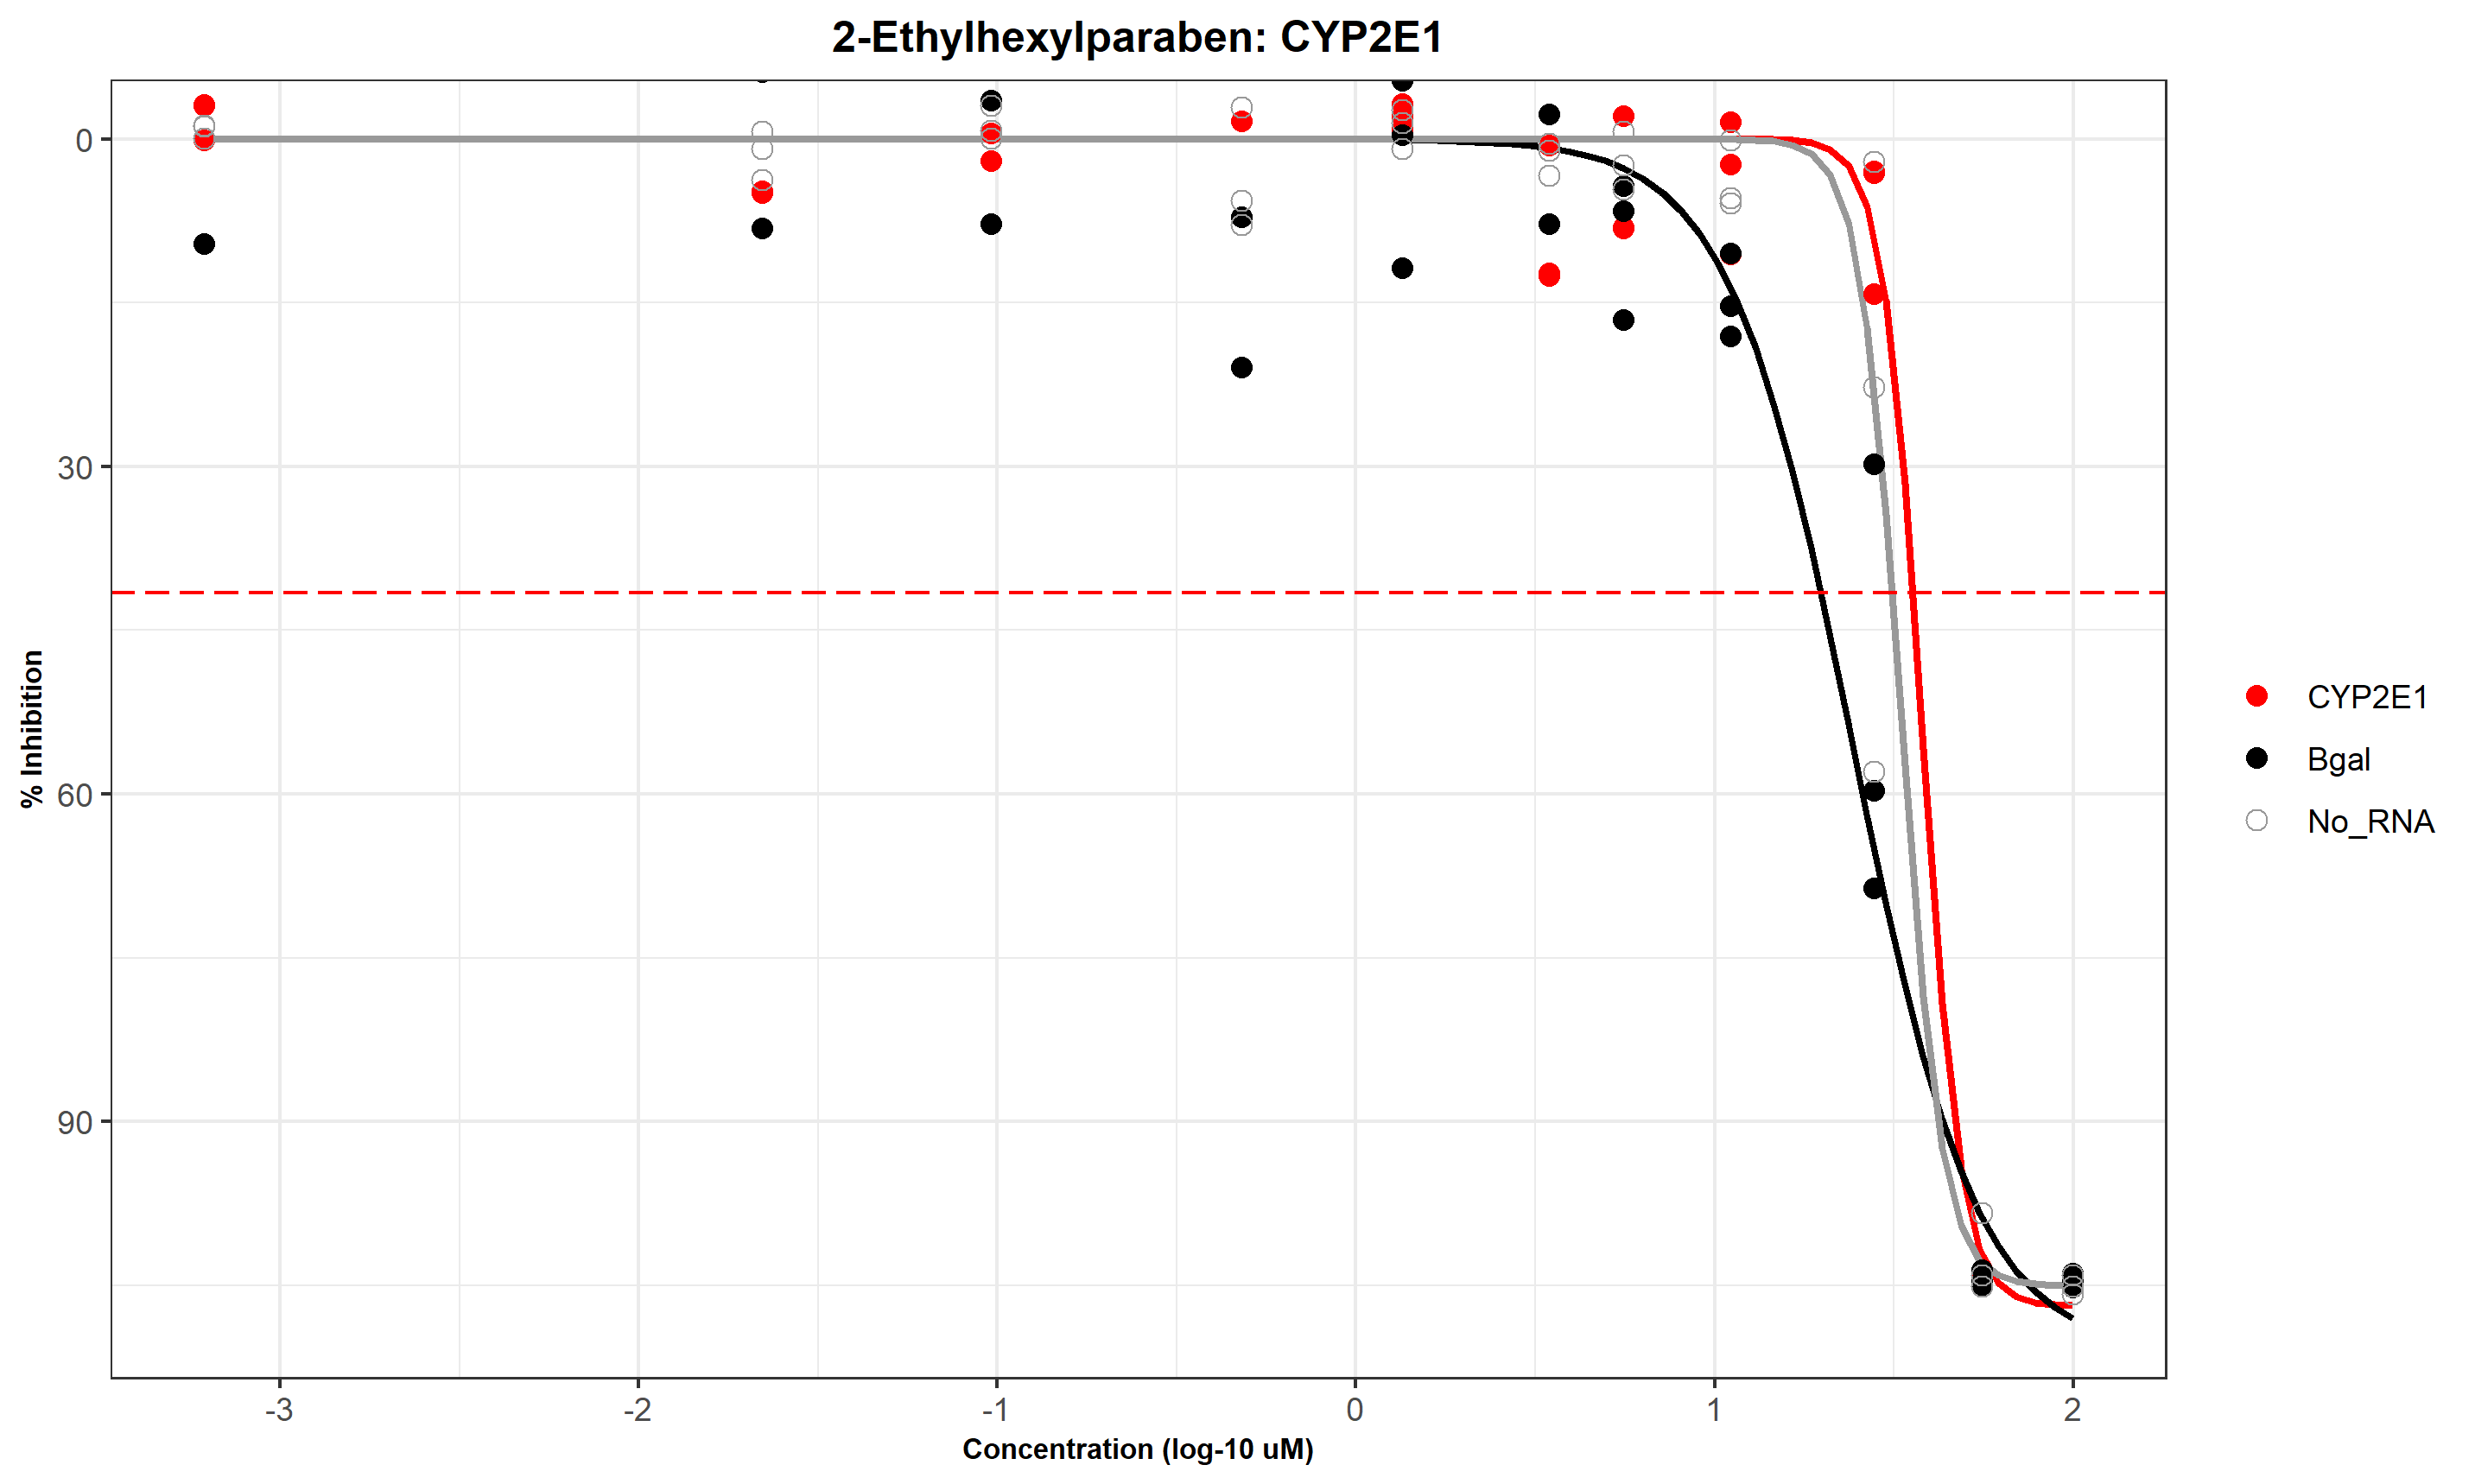 2-Ethylhexylparaben: CYP2E1
% Inhibition
0
30
60
90
-3
-2
-1
0
1
2
Concentration (log-10 uM)
CYP2E1
Bgal
No_RNA